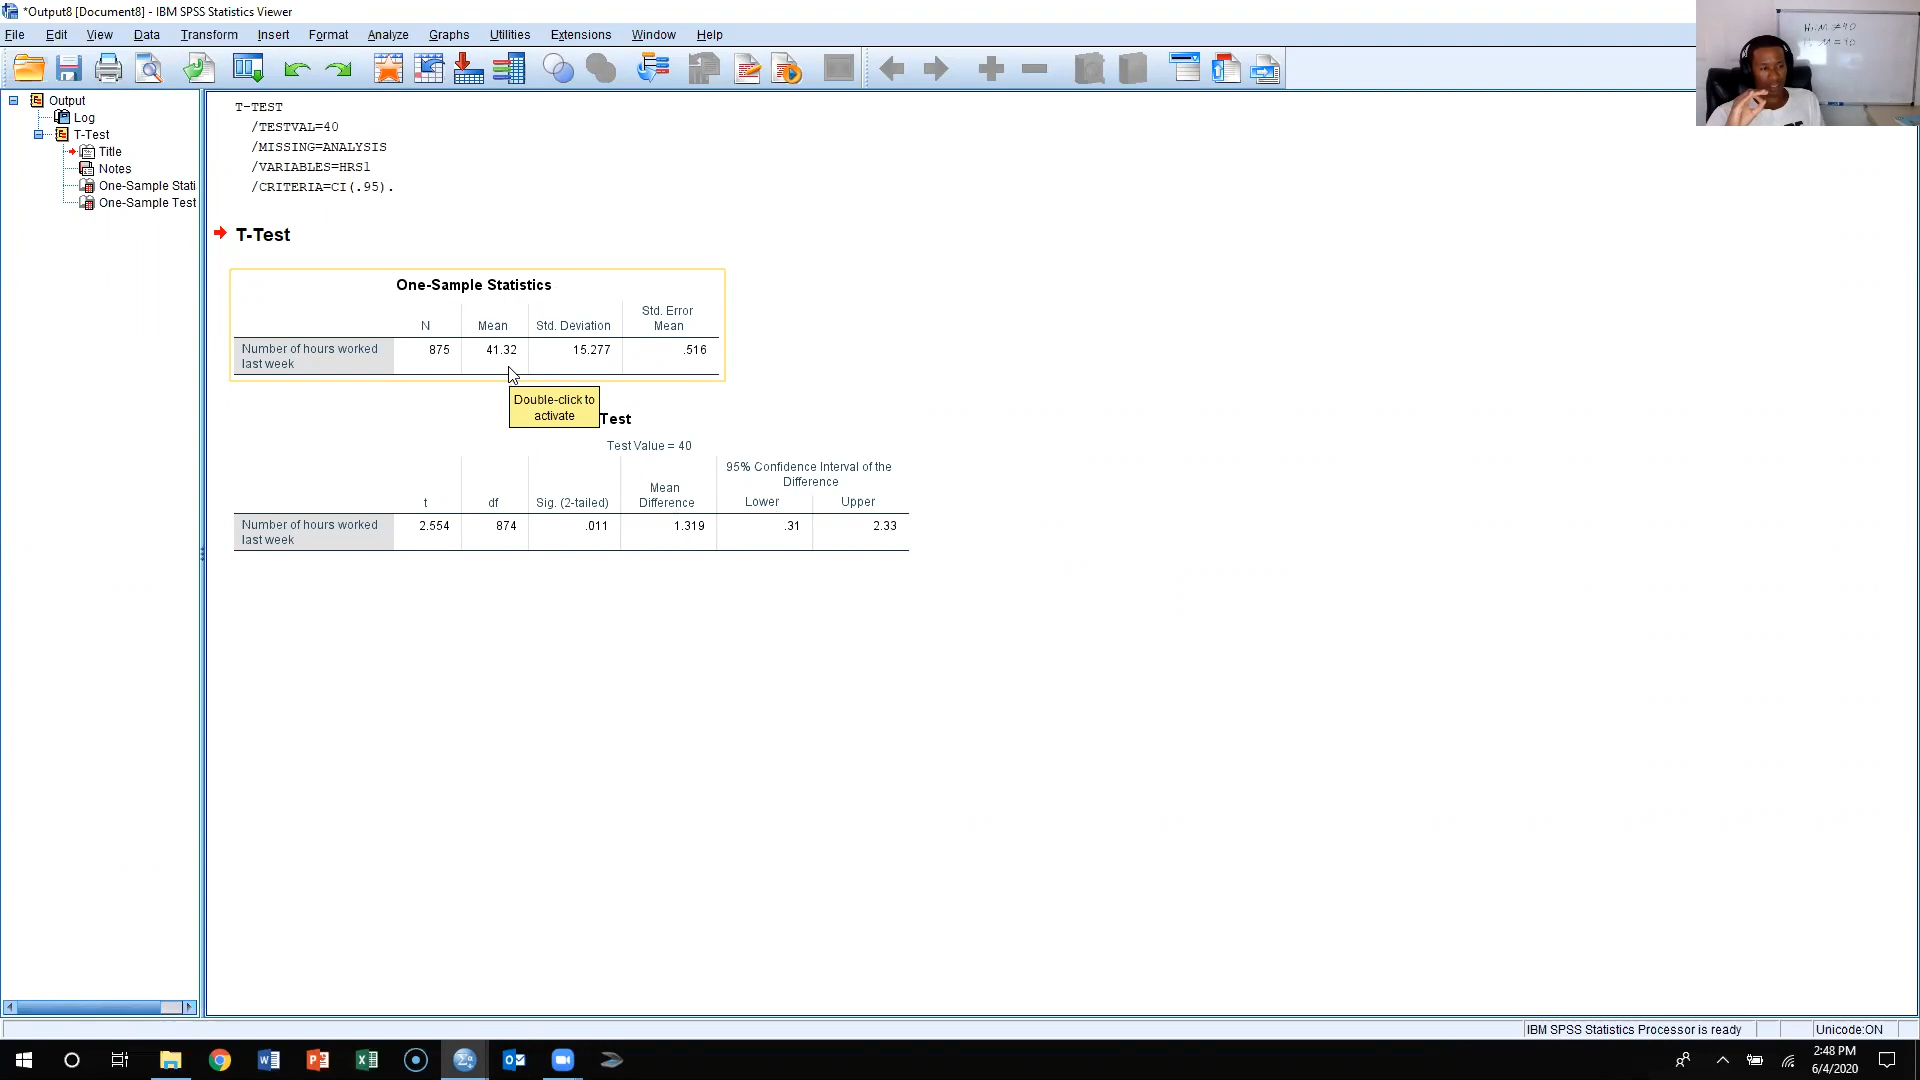 *Output8 [Document8] - IBM SPSS Statistics Viewer
File Edit View Data Transform Insert Format Analyze Graphs Utilities Extensions Window Help
Output
Log
T-Test
Title
Notes
One-Sample Stati
One-Sample Test
T-TEST
/TESTVAL=40
/MISSING=ANALYSIS
/VARIABLES=HRS1
/CRITERIA=CI(.95).
T-Test
One-Sample Statistics
N Mean Std. Deviation Std. Error Mean
Number of hours worked last week 875 41.32 15.277 .516
Double-click to
activate
Test
Test Value = 40
95% Confidence Interval of the Difference
t df Sig. (2-tailed) Mean Difference Lower Upper
Number of hours worked last week 2.554 874 .011 1.319 .31 2.33
H₁: M ≠ 40
M = 40
IBM SPSS Statistics Processor is ready Unicode:ON
2:48 PM
6/4/2020